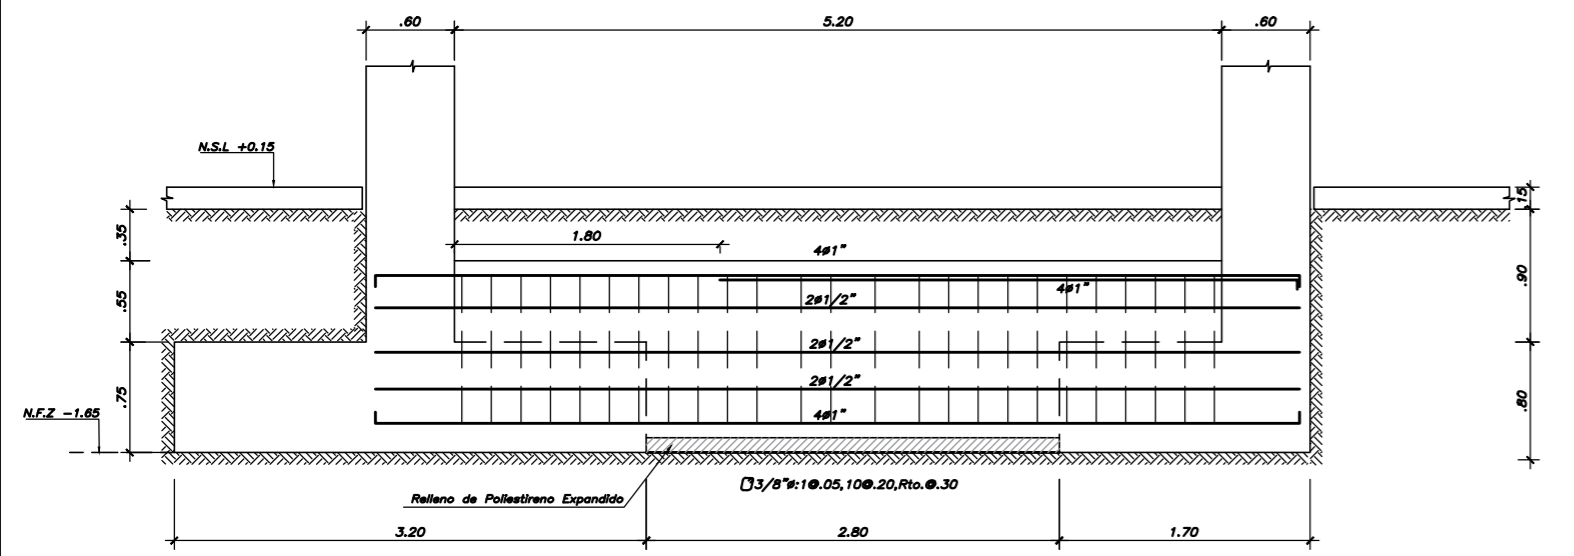 .60
5.20
.60
N.S.L +0.15
.15
.35
1.80
4ø1"
.55
4ø1"
.90
2ø1/2"
2ø1/2"
2ø1/2"
.75
4ø1"
.80
N.F.Z -1.65
3/8"ø:1@.05,10@.20,Rto.@.30
Relleno de Poliestireno Expandido
3.20
2.80
1.70